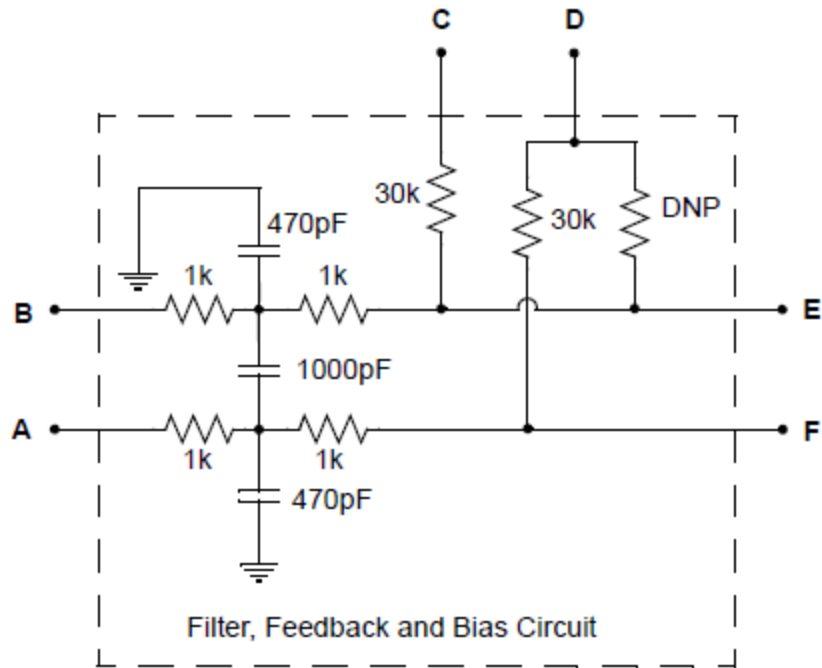 C
D
30k
30k
DNP
470pF
1k
1k
B
E
1000pF
A
F
1k
1k
470pF
Filter, Feedback and Bias Circuit